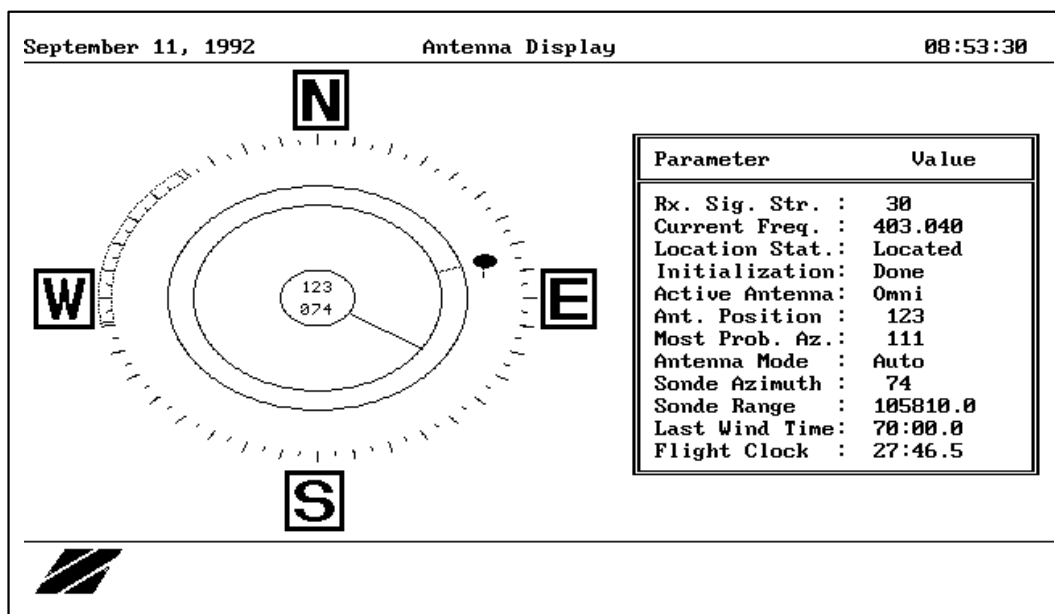 September 11, 1992 Antenna Display 08:53:30
N
W
E
S
123
074
Parameter Value
Rx. Sig. Str. : 30
Current Freq. : 403.040
Location Stat.: Located
Initialization: Done
Active Antenna: Omni
Ant. Position : 123
Most Prob. Az.: 111
Antenna Mode : Auto
Sonde Azimuth : 74
Sonde Range : 105810.0
Last Wind Time: 70:00.0
Flight Clock : 27:46.5